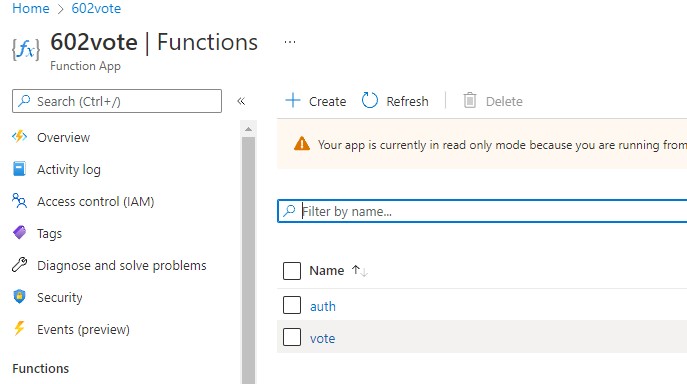 Home > 602vote
602vote | Functions ...
Function App
Search (Ctrl+/)
«
Overview
Activity log
Access control (IAM)
Tags
Diagnose and solve problems
Security
Events (preview)
Functions
Create Refresh Delete
Your app is currently in read only mode because you are running from
Filter by name...
Name ↑↓
auth
vote